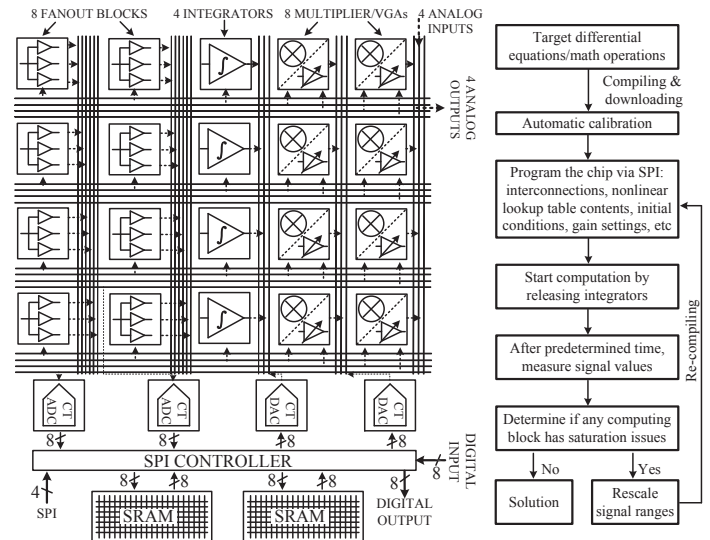 8 FANOUT BLOCKS
4 INTEGRATORS
8 MULTIPLIER/VGAs
4 ANALOG
INPUTS
4 ANALOG
OUTPUTS
∫
∫
∫
∫
CT
ADC
CT
ADC
CT
DAC
CT
DAC
8
8
8
8
SPI CONTROLLER
DIGITAL
INPUT
8
4
SPI
8
8
8
8
8
DIGITAL
OUTPUT
SRAM
SRAM
Target differential
equations/math operations
Compiling &
downloading
Automatic calibration
Program the chip via SPI:
interconnections, nonlinear
lookup table contents, initial
conditions, gain settings, etc
Start computation by
releasing integrators
After predetermined time,
measure signal values
Re-compiling
Determine if any computing
block has saturation issues
No
Yes
Solution
Rescale
signal ranges